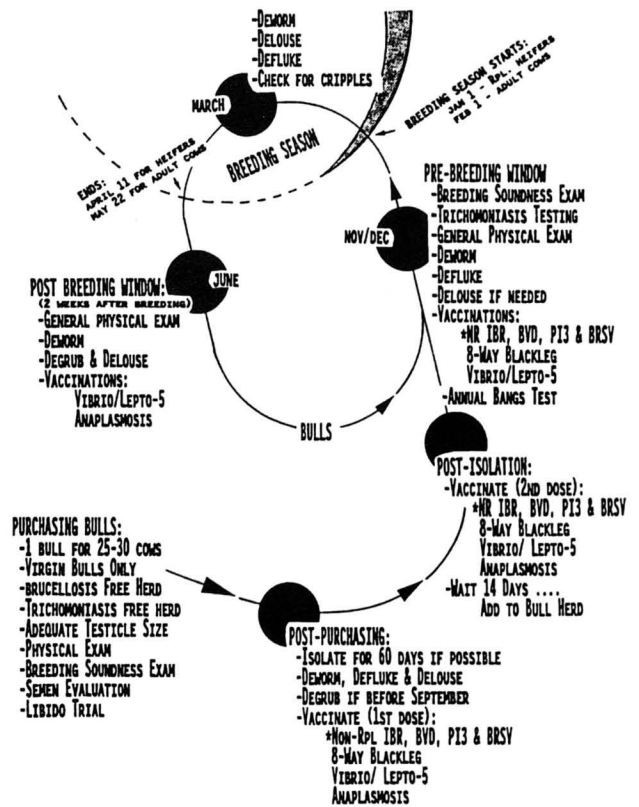 -Deworm
-Delouse
-Defluke
-Check for cripples
MARCH
BREEDING SEASON STARTS:
JAN 1 - RPL. HEIFERS
FEB 1 - ADULT COWS
BREEDING SEASON
ENDS:
APRIL 11 FOR HEIFERS
MAY 22 FOR ADULT COWS
PRE-BREEDING WINDOW
-Breeding Soundness Exam
-Trichomoniasis Testing
-General Physical Exam
-Deworm
-Defluke
-Delouse if needed
-Vaccinations:
*NR IBR, BVD, PI3 & BRSV
8-Way Blackleg
Vibrio/Lepto-5
-Annual Bangs Test
NOV/DEC
JUNE
POST BREEDING WINDOW:
(2 WEEKS AFTER BREEDING)
-General physical exam
-Deworm
-Degrub & Delouse
-Vaccinations:
Vibrio/Lepto-5
Anaplasmosis
BULLS
POST-ISOLATION:
-Vaccinate (2nd dose):
*NR IBR, BVD, PI3 & BRSV
8-Way Blackleg
Vibrio/ Lepto-5
Anaplasmosis
-Wait 14 Days ....
Add to Bull Herd
PURCHASING BULLS:
-1 bull for 25-30 cows
-Virgin Bulls Only
-brucellosis Free Herd
-Trichomoniasis free herd
-Adequate Testicle Size
-Physical Exam
-Breeding Soundness Exam
-Semen Evaluation
-Libido Trial
POST-PURCHASING:
-Isolate for 60 days if possible
-Deworm, Defluke & Delouse
-Degrub if before September
-Vaccinate (1st dose):
*Non-Rpl IBR, BVD, PI3 & BRSV
8-Way Blackleg
Vibrio/ Lepto-5
Anaplasmosis